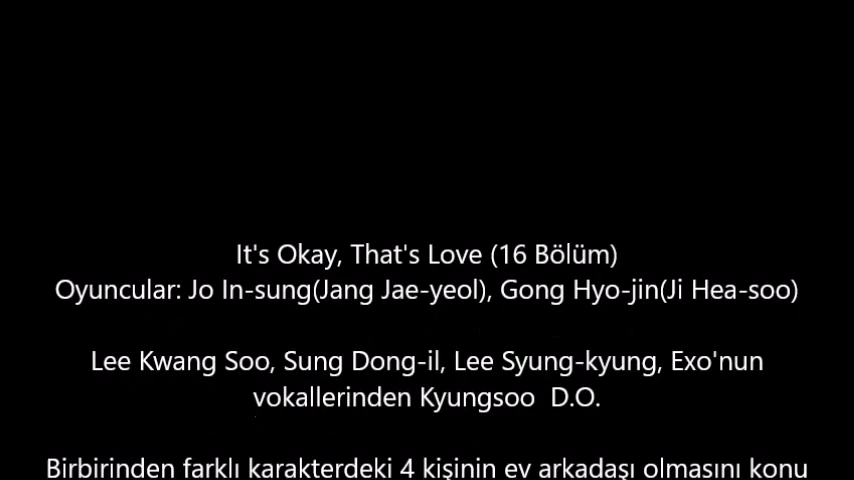 It's Okay, That's Love (16 Bölüm)
Oyuncular: Jo In-sung(Jang Jae-yeol), Gong Hyo-jin(Ji Hea-soo)
Lee Kwang Soo, Sung Dong-il, Lee Syung-kyung, Exo'nun
vokallerinden Kyungsoo  D.O.
Birbirinden farklı karakterdeki 4 kişinin ev arkadaşı olmasını konu